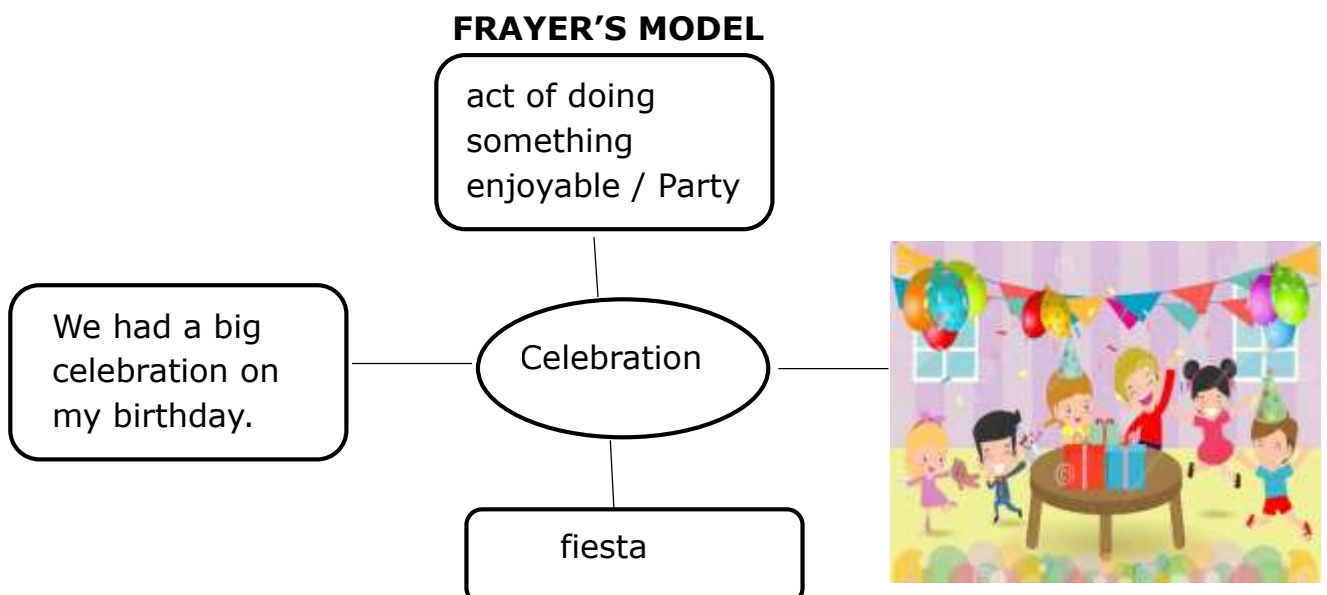 FRAYER’S MODEL
act of doing
something
enjoyable / Party
We had a big
celebration on
my birthday.
Celebration
fiesta